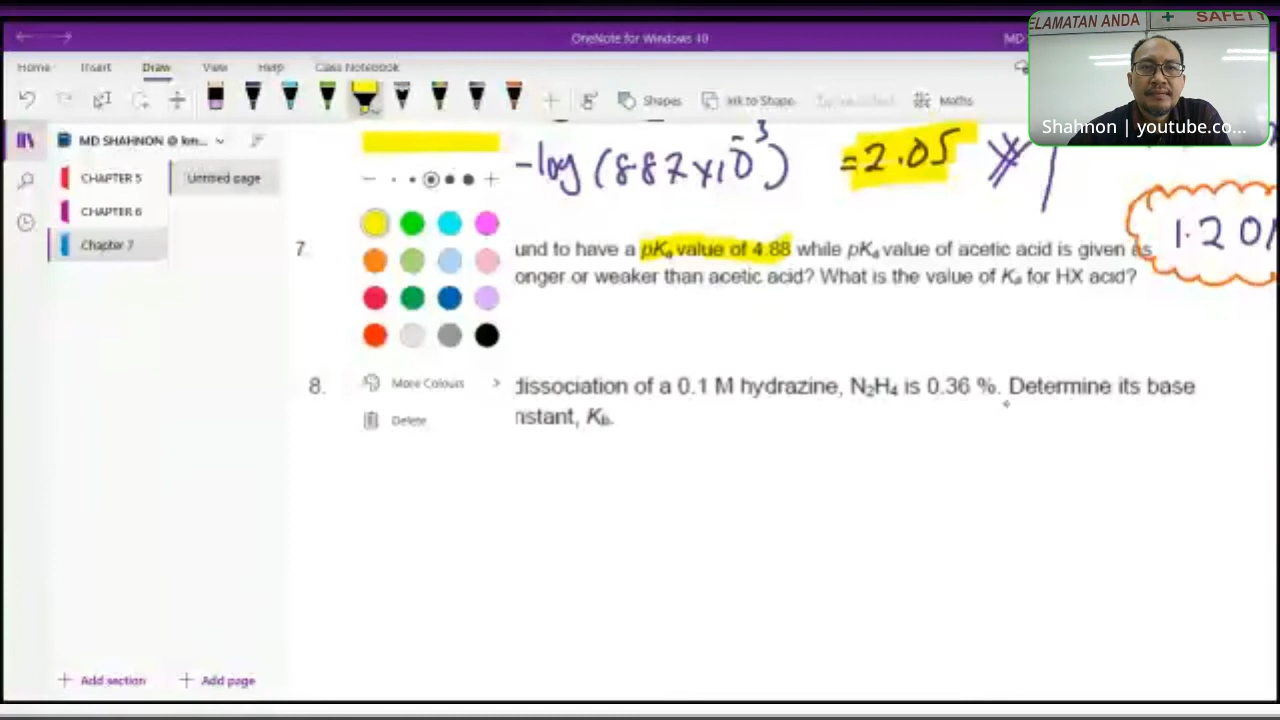 ELAMATAN ANDA + SAFET
OneNote for Windows 10
MD
Home Insert Draw View Help Class Notebook
Shapes Ink to Shape Maths
Shahnon | youtube.co...
MD SHAHNON @ km...
CHAPTER 5
CHAPTER 6
Chapter 7
Untitled page
-log (8.87x10-3) = 2.05
1.20
7. und to have a pKa value of 4.88 while pKa value of acetic acid is given as
onger or weaker than acetic acid? What is the value of Ka for HX acid?
8. dissociation of a 0.1 M hydrazine, N2H4 is 0.36 %. Determine its base
nstant, Kb.
More Colours
Delete
+ Add section + Add page